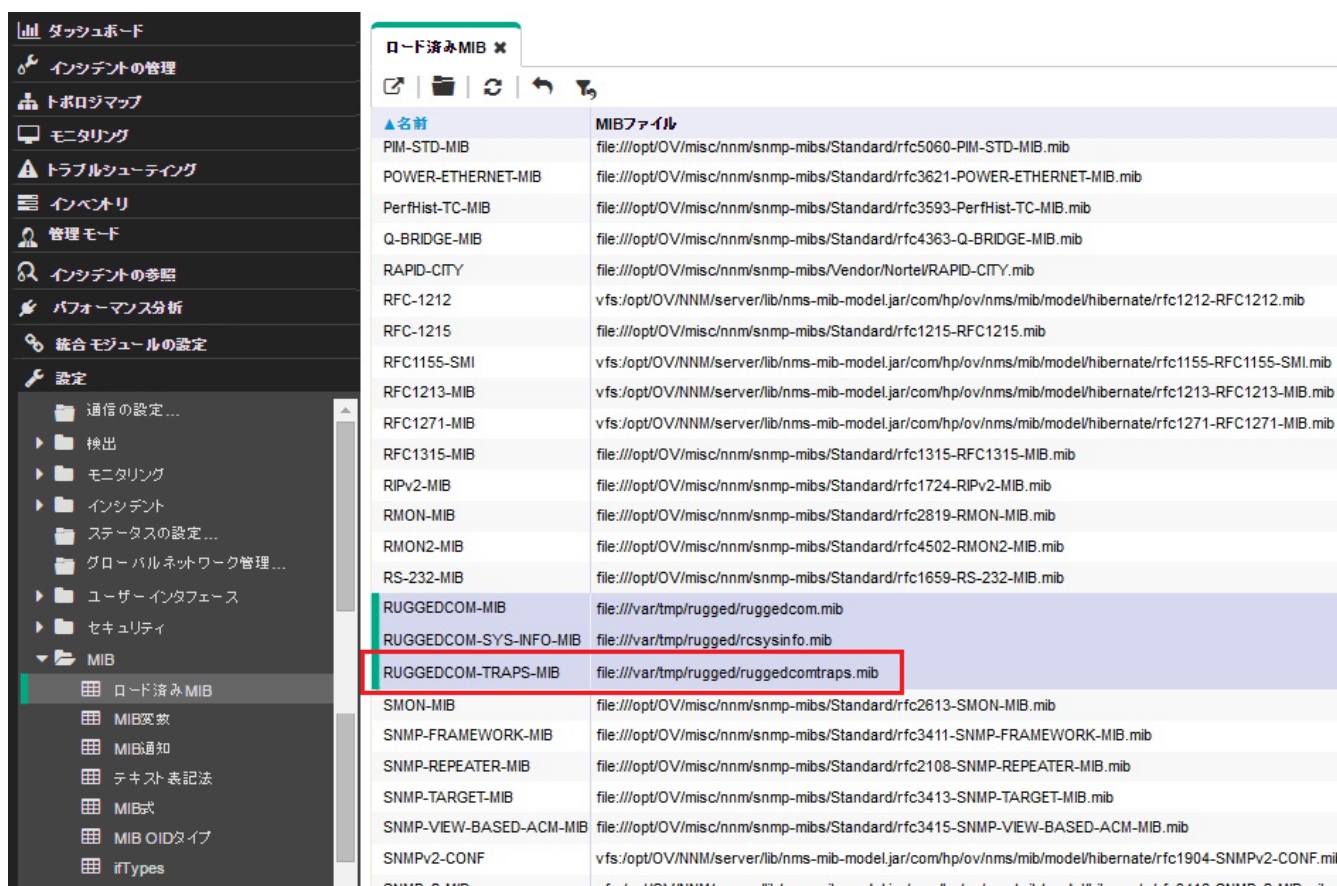 ダッシュボード
インシデントの管理
トポロジマップ
モニタリング
トラブルシューティング
インベントリ
管理モード
インシデントの参照
パフォーマンス分析
統合モジュールの設定
設定
通信の設定...
検出
モニタリング
インシデント
ステータスの設定...
グローバルネットワーク管理...
ユーザーインタフェース
セキュリティ
MIB
ロード済みMIB
MIB変数
MIB通知
テキスト表記法
MIB式
MIB OIDタイプ
ifTypes
ロード済みMIB ✖
▲名前 MIBファイル
PIM-STD-MIB file:///opt/OV/misc/nnm/snmp-mibs/Standard/rfc5060-PIM-STD-MIB.mib
POWER-ETHERNET-MIB file:///opt/OV/misc/nnm/snmp-mibs/Standard/rfc3621-POWER-ETHERNET-MIB.mib
PerfHist-TC-MIB file:///opt/OV/misc/nnm/snmp-mibs/Standard/rfc3593-PerfHist-TC-MIB.mib
Q-BRIDGE-MIB file:///opt/OV/misc/nnm/snmp-mibs/Standard/rfc4363-Q-BRIDGE-MIB.mib
RAPID-CITY file:///opt/OV/misc/nnm/snmp-mibs/Vendor/Nortel/RAPID-CITY.mib
RFC-1212 vfs:/opt/OV/NNM/server/lib/nms-mib-model.jar/com/hp/ov/nms/mib/model/hibernate/rfc1212-RFC1212.mib
RFC-1215 file:///opt/OV/misc/nnm/snmp-mibs/Standard/rfc1215-RFC1215.mib
RFC1155-SMI vfs:/opt/OV/NNM/server/lib/nms-mib-model.jar/com/hp/ov/nms/mib/model/hibernate/rfc1155-RFC1155-SMI.mib
RFC1213-MIB vfs:/opt/OV/NNM/server/lib/nms-mib-model.jar/com/hp/ov/nms/mib/model/hibernate/rfc1213-RFC1213-MIB.mib
RFC1271-MIB vfs:/opt/OV/NNM/server/lib/nms-mib-model.jar/com/hp/ov/nms/mib/model/hibernate/rfc1271-RFC1271-MIB.mib
RFC1315-MIB file:///opt/OV/misc/nnm/snmp-mibs/Standard/rfc1315-RFC1315-MIB.mib
RIPv2-MIB file:///opt/OV/misc/nnm/snmp-mibs/Standard/rfc1724-RIPv2-MIB.mib
RMON-MIB file:///opt/OV/misc/nnm/snmp-mibs/Standard/rfc2819-RMON-MIB.mib
RMON2-MIB file:///opt/OV/misc/nnm/snmp-mibs/Standard/rfc4502-RMON2-MIB.mib
RS-232-MIB file:///opt/OV/misc/nnm/snmp-mibs/Standard/rfc1659-RS-232-MIB.mib
RUGGEDCOM-MIB file:///var/tmp/rugged/ruggedcom.mib
RUGGEDCOM-SYS-INFO-MIB file:///var/tmp/rugged/rcsysinfo.mib
RUGGEDCOM-TRAPS-MIB file:///var/tmp/rugged/ruggedcomtraps.mib
SMON-MIB file:///opt/OV/misc/nnm/snmp-mibs/Standard/rfc2613-SMON-MIB.mib
SNMP-FRAMEWORK-MIB file:///opt/OV/misc/nnm/snmp-mibs/Standard/rfc3411-SNMP-FRAMEWORK-MIB.mib
SNMP-REPEATER-MIB file:///opt/OV/misc/nnm/snmp-mibs/Standard/rfc2108-SNMP-REPEATER-MIB.mib
SNMP-TARGET-MIB file:///opt/OV/misc/nnm/snmp-mibs/Standard/rfc3413-SNMP-TARGET-MIB.mib
SNMP-VIEW-BASED-ACM-MIB file:///opt/OV/misc/nnm/snmp-mibs/Standard/rfc3415-SNMP-VIEW-BASED-ACM-MIB.mib
SNMPv2-CONF vfs:/opt/OV/NNM/server/lib/nms-mib-model.jar/com/hp/ov/nms/mib/model/hibernate/rfc1904-SNMPv2-CONF.mi